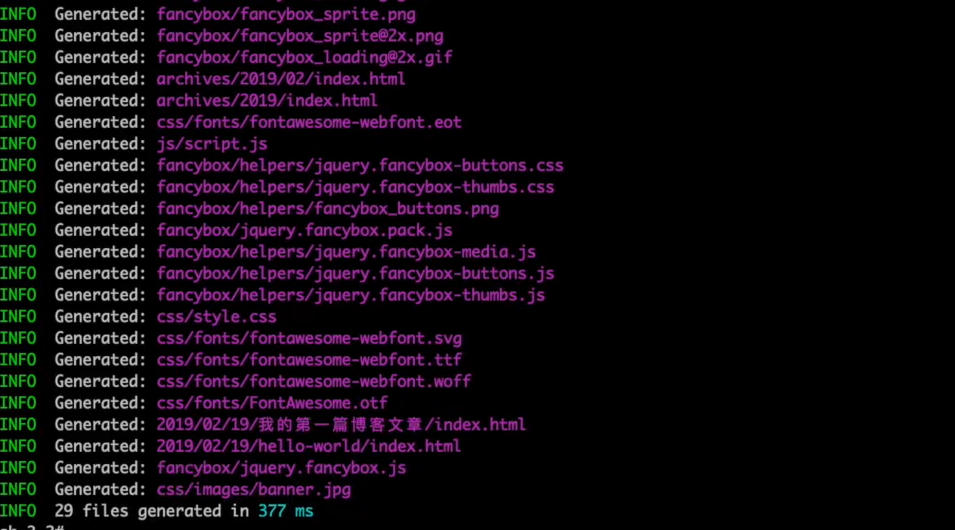 INFO  Generated: fancybox/fancybox_sprite.png
INFO  Generated: fancybox/fancybox_sprite@2x.png
INFO  Generated: fancybox/fancybox_loading@2x.gif
INFO  Generated: archives/2019/02/index.html
INFO  Generated: archives/2019/index.html
INFO  Generated: css/fonts/fontawesome-webfont.eot
INFO  Generated: js/script.js
INFO  Generated: fancybox/helpers/jquery.fancybox-buttons.css
INFO  Generated: fancybox/helpers/jquery.fancybox-thumbs.css
INFO  Generated: fancybox/helpers/fancybox_buttons.png
INFO  Generated: fancybox/jquery.fancybox.pack.js
INFO  Generated: fancybox/helpers/jquery.fancybox-media.js
INFO  Generated: fancybox/helpers/jquery.fancybox-buttons.js
INFO  Generated: fancybox/helpers/jquery.fancybox-thumbs.js
INFO  Generated: css/style.css
INFO  Generated: css/fonts/fontawesome-webfont.svg
INFO  Generated: css/fonts/fontawesome-webfont.ttf
INFO  Generated: css/fonts/fontawesome-webfont.woff
INFO  Generated: css/fonts/FontAwesome.otf
INFO  Generated: 2019/02/19/我的第一篇博客文章/index.html
INFO  Generated: 2019/02/19/hello-world/index.html
INFO  Generated: fancybox/jquery.fancybox.js
INFO  Generated: css/images/banner.jpg
INFO  29 files generated in 377 ms